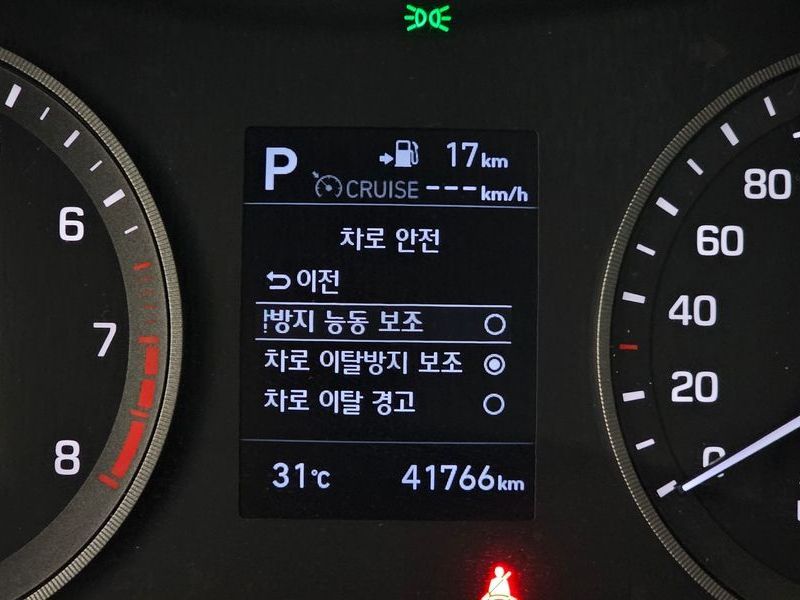 P
17 km
CRUISE ---km/h
차로 안전
이전
방지 능동 보조
차로 이탈방지 보조
차로 이탈 경고
31℃
41766km
6
7
8
80
60
40
20
0